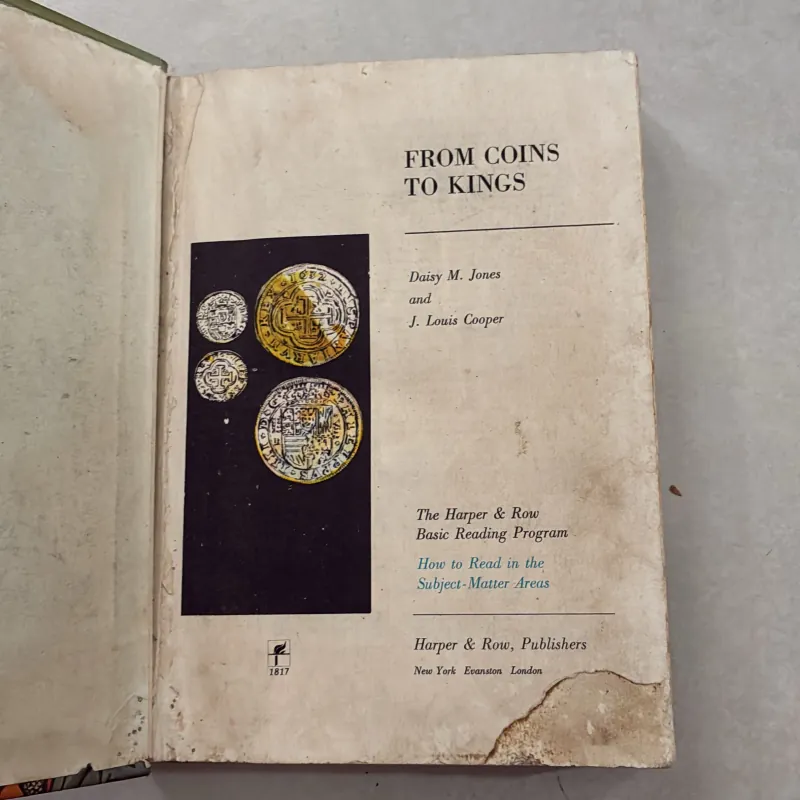 FROM COINS
TO KINGS
Daisy M. Jones
and
J. Louis Cooper
The Harper & Row
Basic Reading Program
How to Read in the
Subject-Matter Areas
Harper & Row, Publishers
New York Evanston London
1817